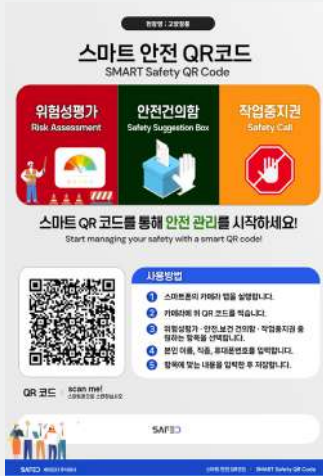 스마트 안전 QR코드
SMART Safety QR Code
위험성평가
Risk Assessment
안전건의함
Safety Suggestion Box
작업중지권
Safety Call
스마트 QR 코드를 통해 안전 관리를 시작하세요!
Start managing your safety with a smart QR code!
사용방법
1 스마트폰의 카메라 앱을 실행합니다.
2 카메라에 위 QR 코드를 찍습니다.
3 위험성평가 · 안전,보건 건의함 · 작업중지권 중
원하는 항목을 선택합니다.
4 본인 이름, 직종, 휴대폰번호를 입력합니다.
5 항목에 맞는 내용을 입력한 후 저장합니다.
QR 코드
scan me!
SMART Safety QR Code